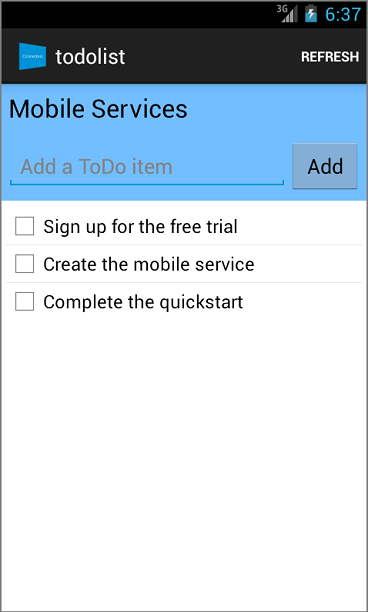 3G 6:37
todolist REFRESH
Mobile Services
Add a ToDo item Add
Sign up for the free trial
Create the mobile service
Complete the quickstart